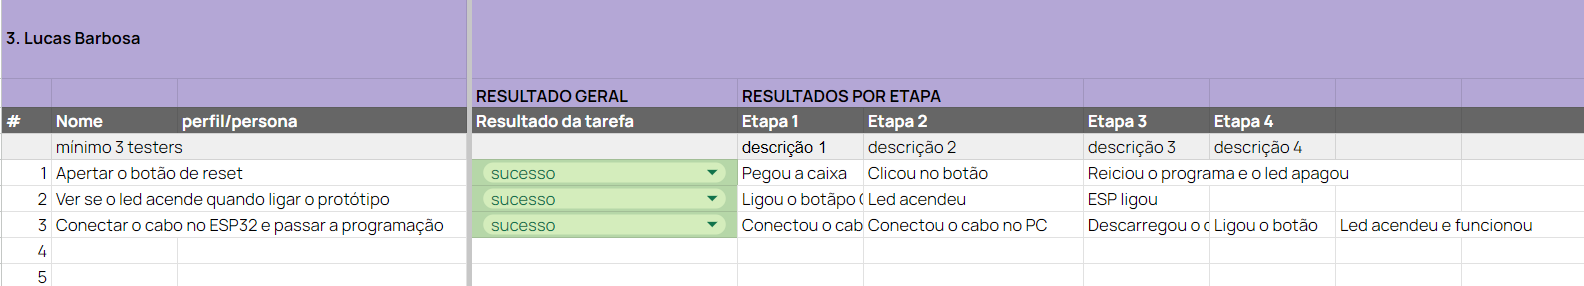 3. Lucas Barbosa
RESULTADO GERAL RESULTADOS POR ETAPA
# Nome perfil/persona Resultado da tarefa Etapa 1 Etapa 2 Etapa 3 Etapa 4
mínimo 3 testers descrição 1 descrição 2 descrição 3 descrição 4
1 Apertar o botão de reset sucesso Pegou a caixa Clicou no botão Reiciou o programa e o led apagou
2 Ver se o led acende quando ligar o protótipo sucesso Ligou o botãpo Led acendeu ESP ligou
3 Conectar o cabo no ESP32 e passar a programação sucesso Conectou o cab Conectou o cabo no PC Descarregou o Ligou o botão Led acendeu e funcionou
4
5